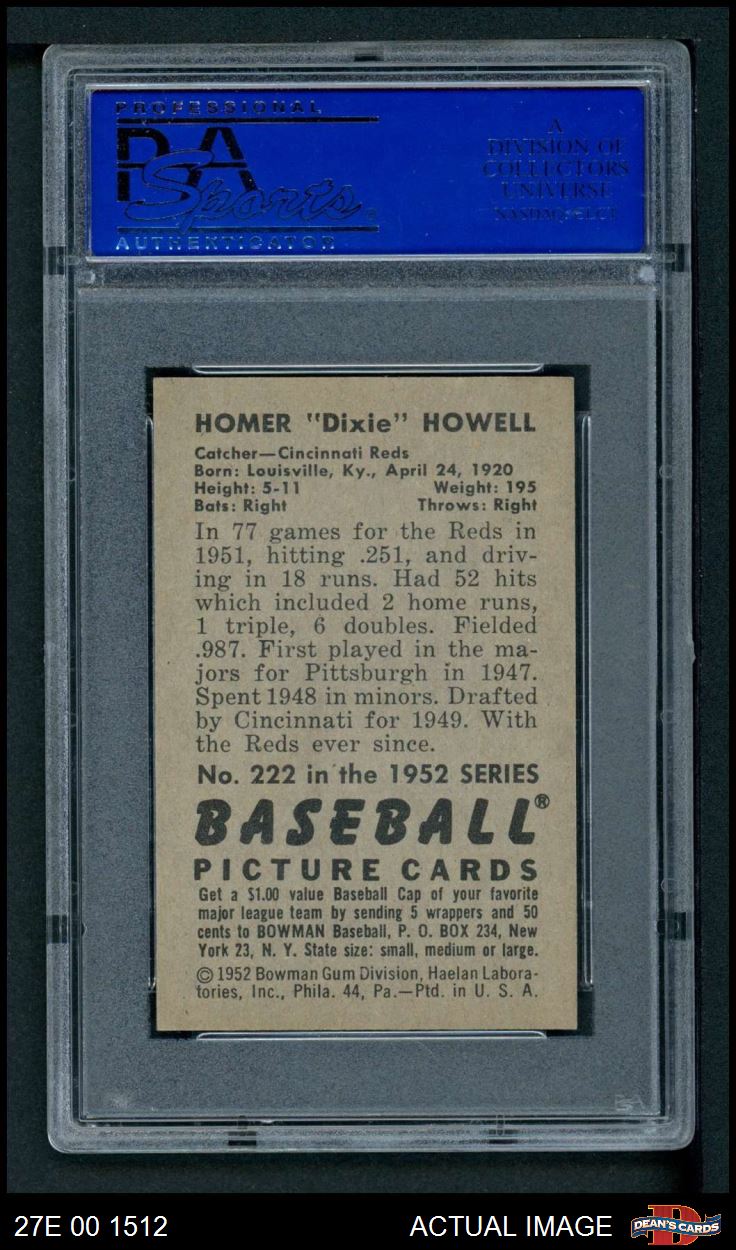 PROFESSIONAL
PSA
Sports
AUTHENTICATOR
A
DIVISION OF
COLLECTORS
UNIVERSE
NASDAQ: CLCT
HOMER "Dixie" HOWELL
Catcher—Cincinnati Reds
Born: Louisville, Ky., April 24, 1920
Height: 5-11 Weight: 195
Bats: Right Throws: Right
In 77 games for the Reds in
1951, hitting .251, and driv-
ing in 18 runs. Had 52 hits
which included 2 home runs,
1 triple, 6 doubles. Fielded
.987. First played in the ma-
jors for Pittsburgh in 1947.
Spent 1948 in minors. Drafted
by Cincinnati for 1949. With
the Reds ever since.
No. 222 in the 1952 SERIES
BASEBALL®
PICTURE CARDS
Get a $1.00 value Baseball Cap of your favorite
major league team by sending 5 wrappers and 50
cents to BOWMAN Baseball, P. O. BOX 234, New
York 23, N. Y. State size: small, medium or large.
© 1952 Bowman Gum Division, Haelan Labora-
tories, Inc., Phila. 44, Pa.—Ptd. in U. S. A.
27E 00 1512 ACTUAL IMAGE DEAN'S CARDS